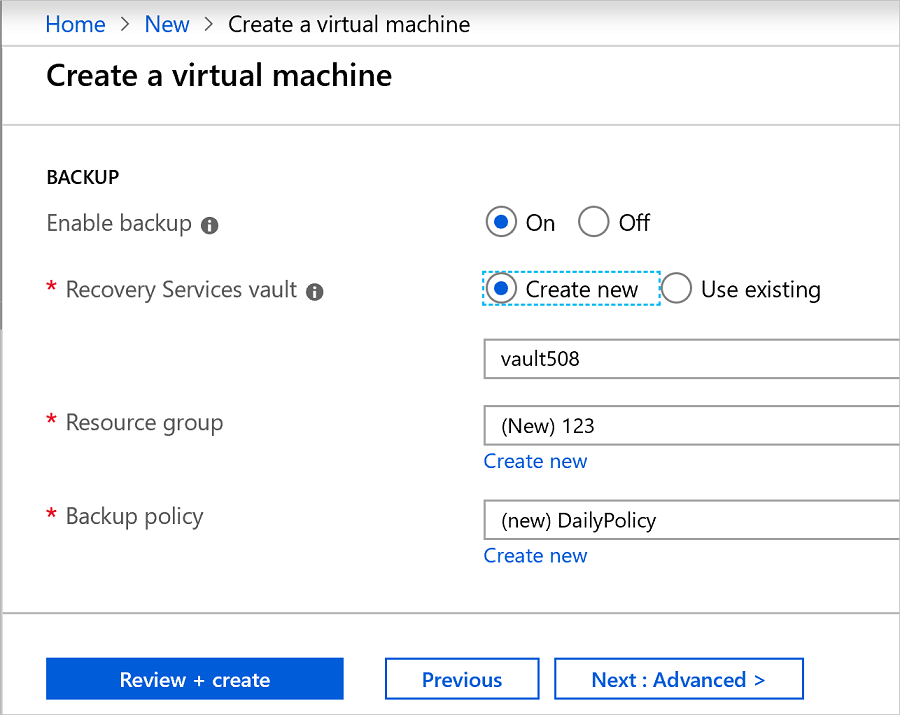 Home > New > Create a virtual machine
Create a virtual machine
BACKUP
Enable backup On Off
* Recovery Services vault Create new Use existing
vault508
* Resource group (New) 123
Create new
* Backup policy (new) DailyPolicy
Create new
Review + create Previous Next : Advanced >